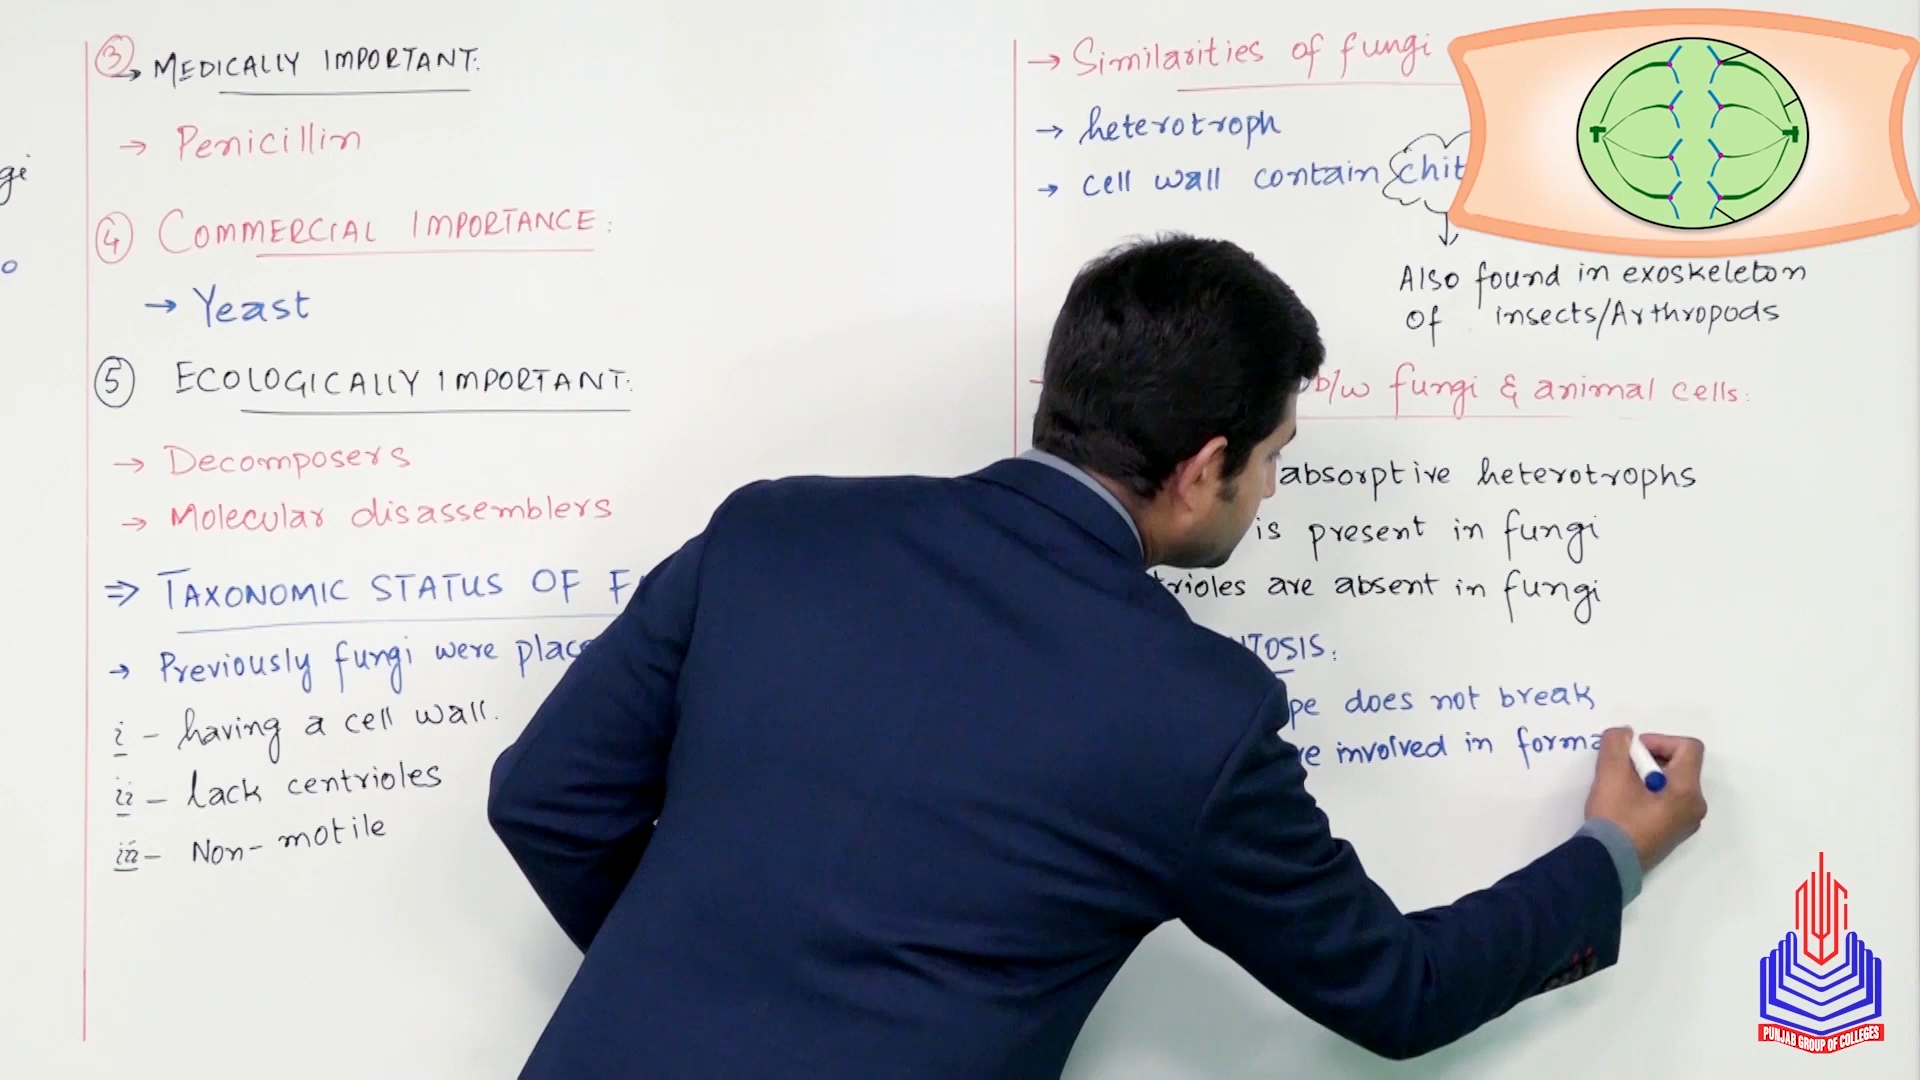 gi
③ → MEDICALLY IMPORTANT:
→ Penicillin
④ COMMERCIAL IMPORTANCE:
→ Yeast
⑤ ECOLOGICALLY IMPORTANT:
→ Decomposers
→ Molecular disassemblers
⇒ TAXONOMIC STATUS OF F
→ Previously fungi were place
i - having a cell wall.
ii - lack centrioles
iii - Non-motile
→ Similarities of fungi
→ heterotroph
→ cell wall contain chit
Also found in exoskeleton
of insects/Arthropods
b/w fungi & animal cells:
absorptive heterotrophs
is present in fungi
trioles are absent in fungi
TOSIS:
pe does not break
e involved in forma
PUNJAB GROUP OF COLLEGES